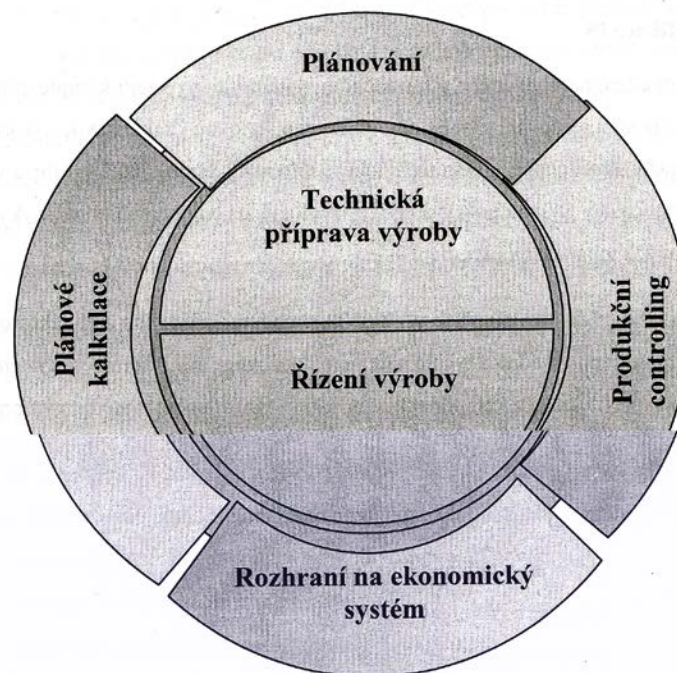 Plánování
Technická
příprava výroby
Plánové
kalkulace
Řízení výroby
Produkční
controlling
Rozhraní na ekonomický
systém